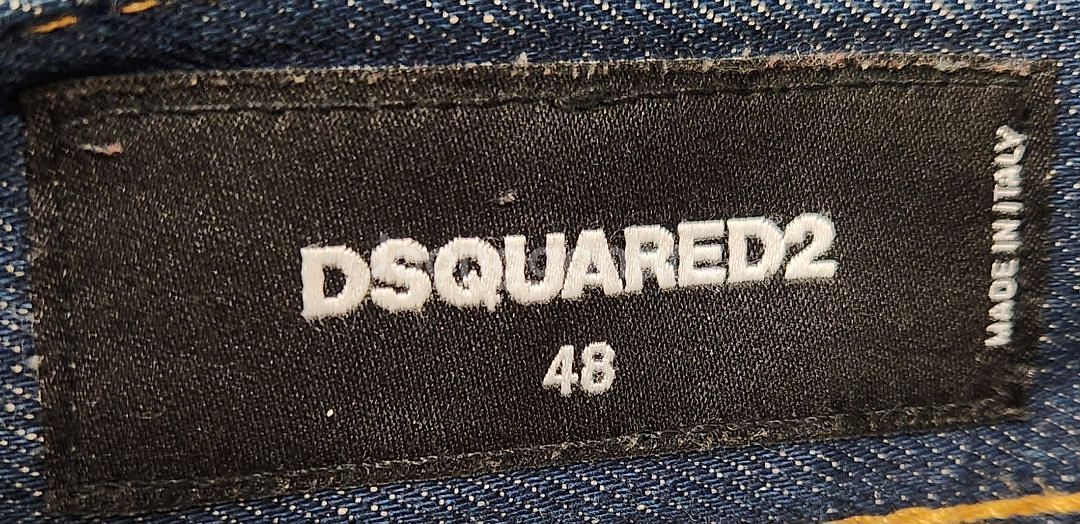 DSQUARED2
48
MADE IN ITALY